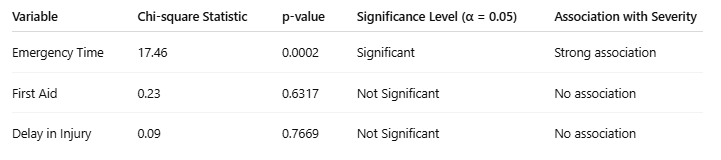 Variable Chi-square Statistic p-value Significance Level (α = 0.05) Association with Severity
Emergency Time 17.46 0.0002 Significant Strong association
First Aid 0.23 0.6317 Not Significant No association
Delay in Injury 0.09 0.7669 Not Significant No association